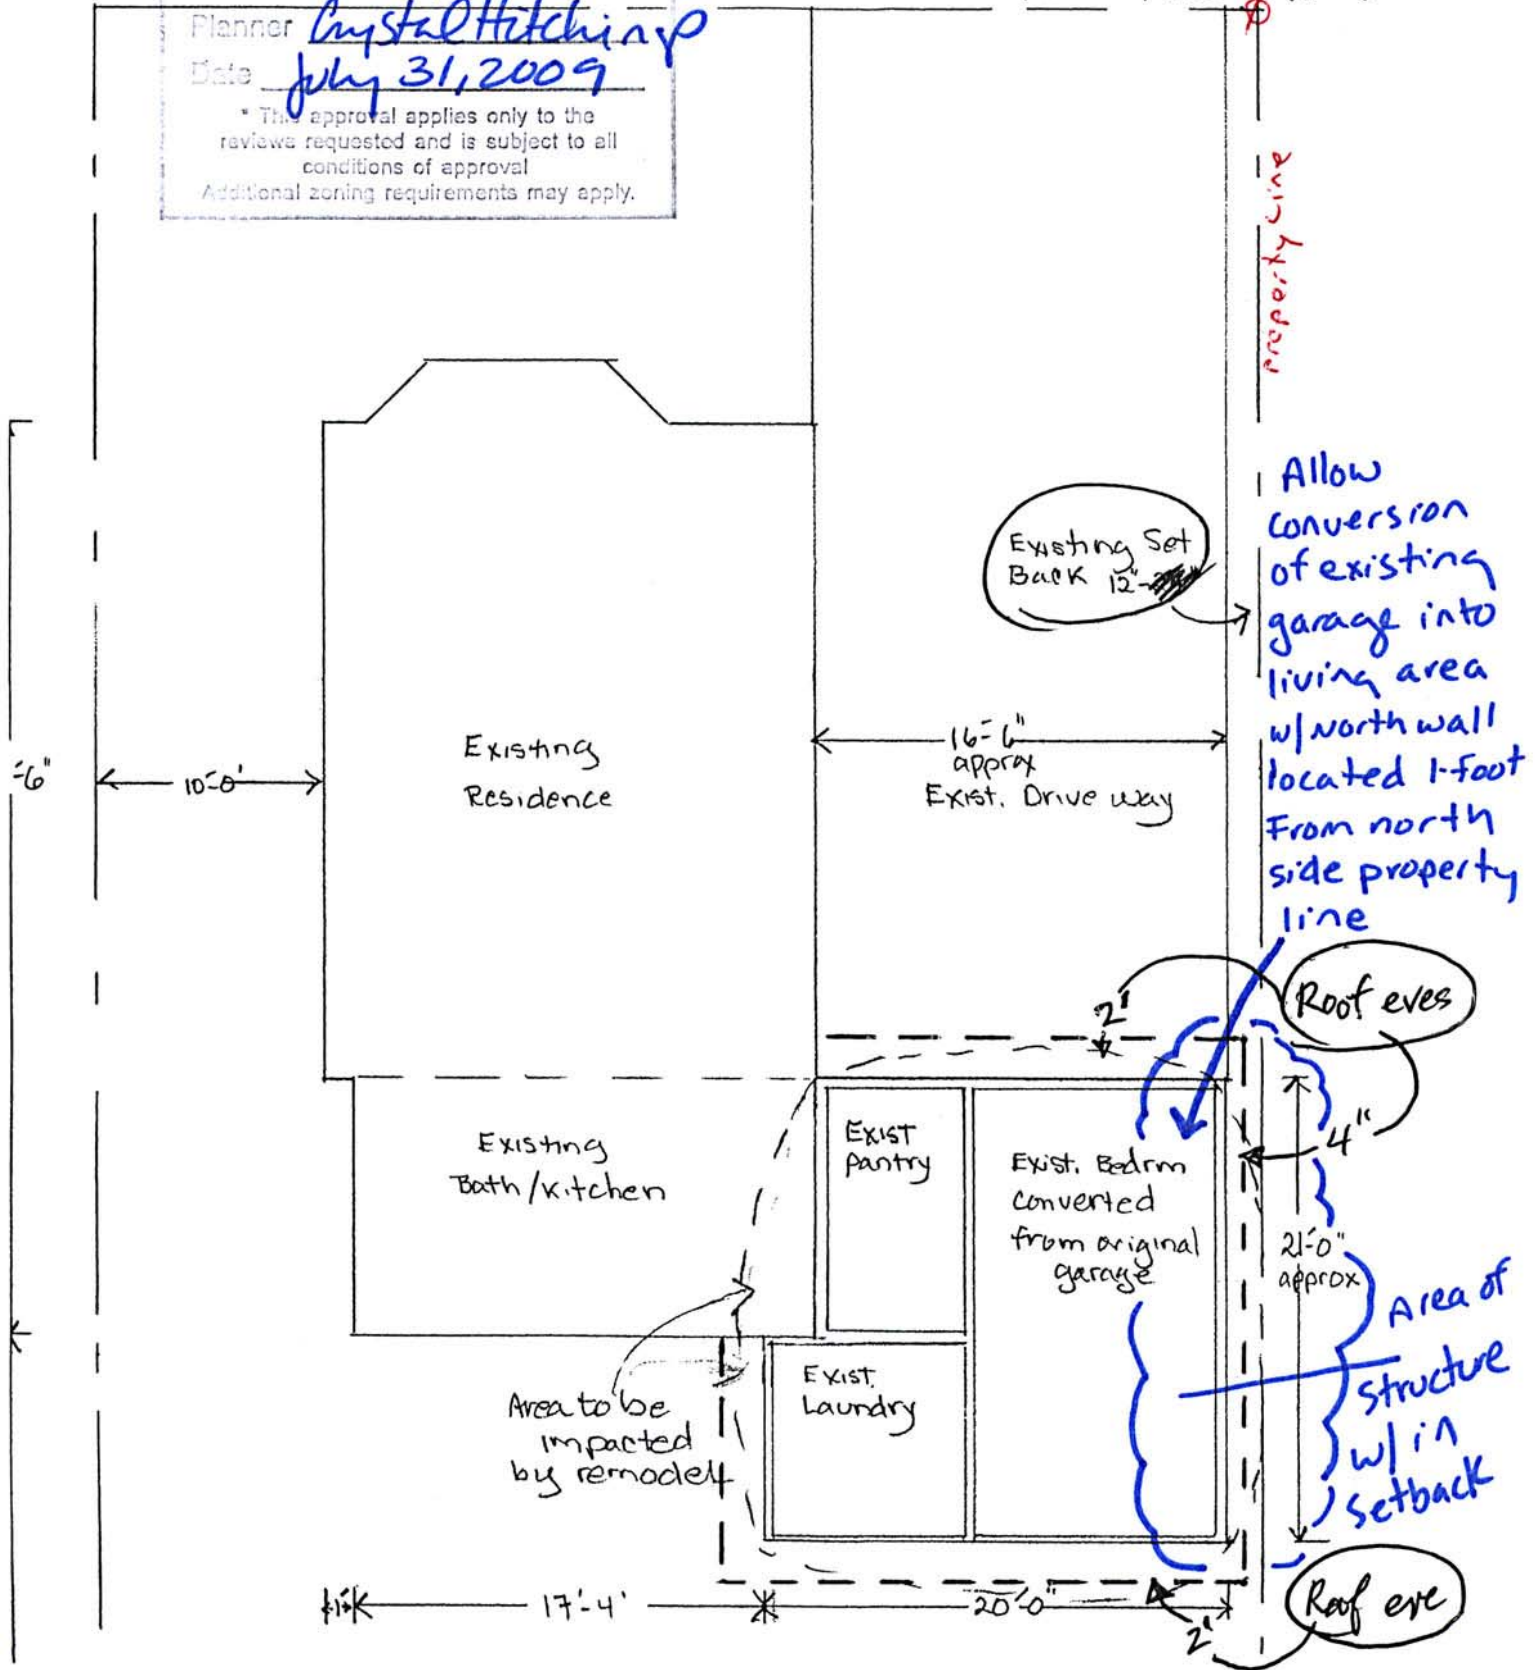 Planner Crystal Hitchings
Date July 31, 2009
* This approval applies only to the
reviews requested and is subject to all
conditions of approval
Additional zoning requirements may apply.
property line
Allow
conversion
of existing
garage into
living area
w/ North wall
located 1-foot
From north
side property
line
Existing Set
Back 12"
-6"
10'-0'
Existing
Residence
16'-6"
approx
Exist. Drive way
Roof eves
2'
4"
Existing
Bath/Kitchen
Exist
pantry
Exist. Bedrm
converted
from original
garage
21'-0"
approx
Area of
structure
w/in
setback
Exist.
Laundry
Area to be
impacted
by remodel
1'
17'-4'
20'-0"
2'
Roof eve